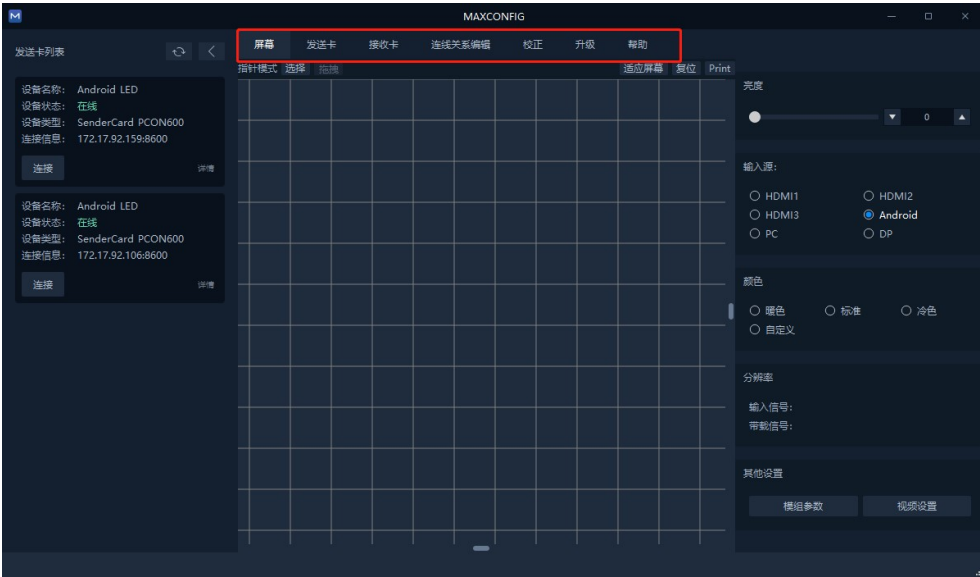 MAXCONFIG
发送卡列表
屏幕 发送卡 接收卡 连线关系编辑 校正 升级 帮助
指针模式 选择 拖拽 适应屏幕 复位 Print
设备名称: Android LED
设备状态: 在线
设备类型: SenderCard PCON600
连接信息: 172.17.92.159:8600
连接 详情
设备名称: Android LED
设备状态: 在线
设备类型: SenderCard PCON600
连接信息: 172.17.92.106:8600
连接 详情
亮度
0
输入源:
HDMI1 HDMI2
HDMI3 Android
PC DP
颜色
暖色 标准 冷色
自定义
分辨率
输入信号:
带载信号:
其他设置
模组参数 视频设置